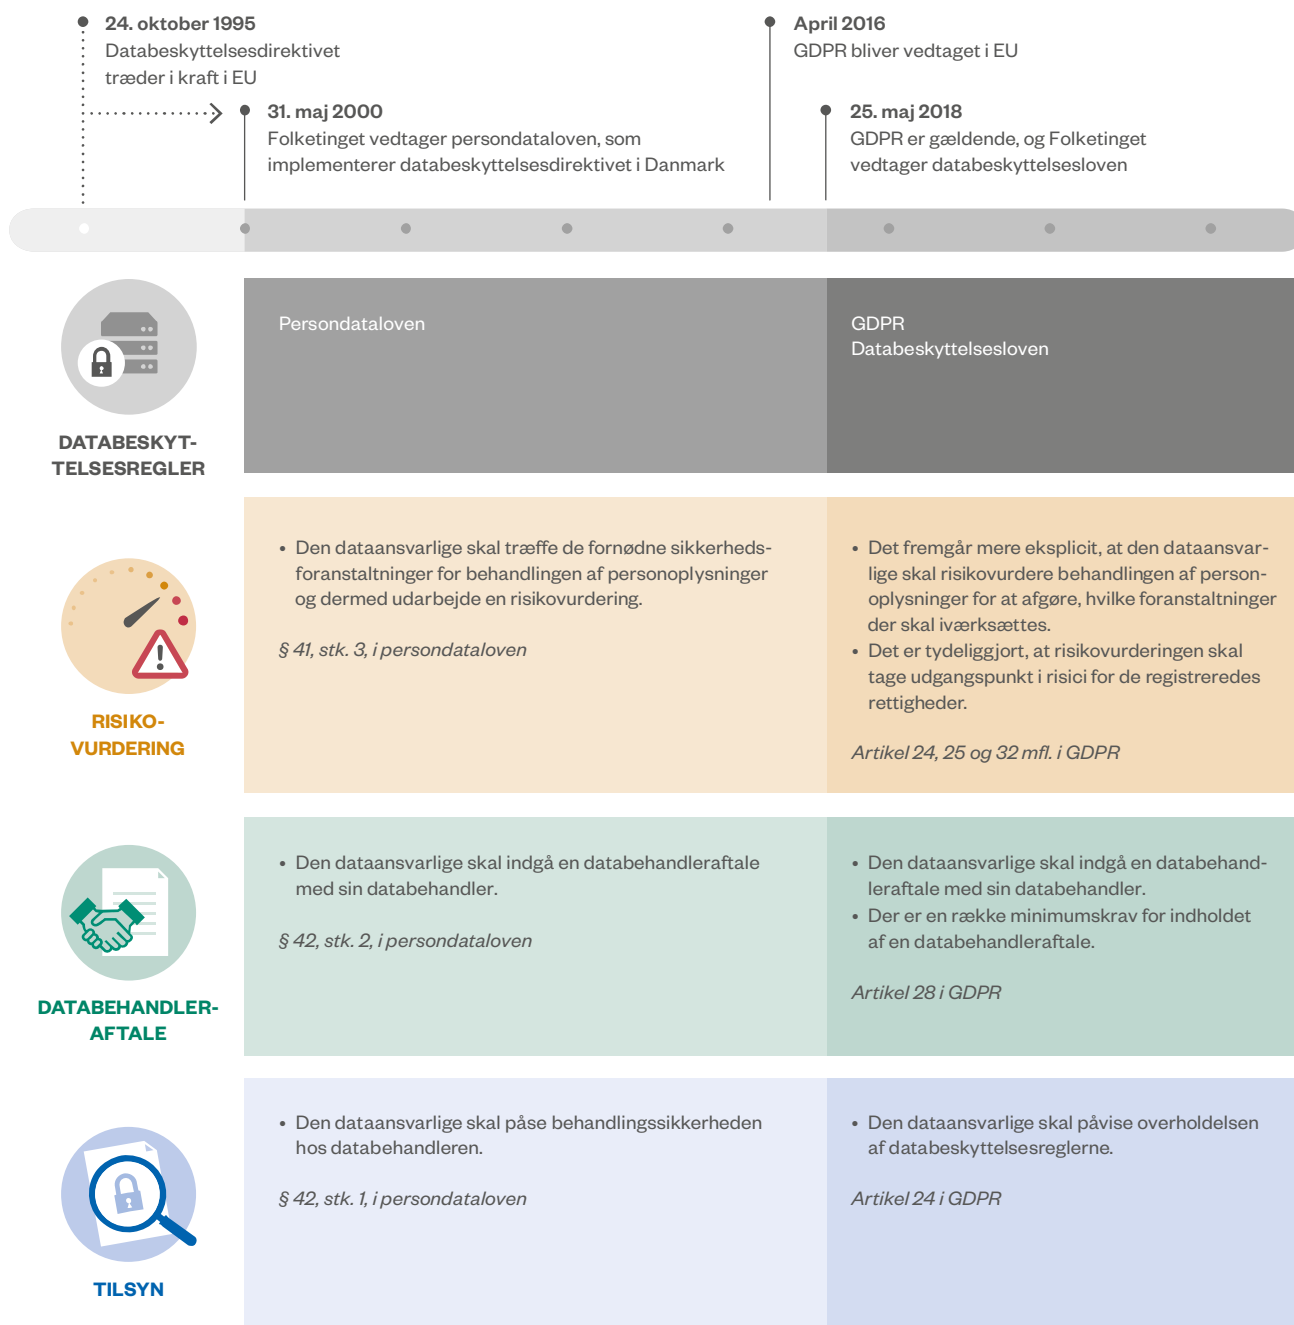 24. oktober 1995
Databeskyttelsesdirektivet
træder i kraft i EU
31. maj 2000
Folketinget vedtager persondataloven, som
implementerer databeskyttelsesdirektivet i Danmark
April 2016
GDPR bliver vedtaget i EU
25. maj 2018
GDPR er gældende, og Folketinget
vedtager databeskyttelsesloven
DATABESKYT-
TELSESREGLER
Persondataloven
GDPR
Databeskyttelsesloven
RISIKO-
VURDERING
• Den dataansvarlige skal træffe de fornødne sikkerheds-
foranstaltninger for behandlingen af personoplysninger
og dermed udarbejde en risikovurdering.
§ 41, stk. 3, i persondataloven
• Det fremgår mere eksplicit, at den dataansvar-
lige skal risikovurdere behandlingen af person-
oplysninger for at afgøre, hvilke foranstaltninger
der skal iværksættes.
• Det er tydeliggjort, at risikovurderingen skal
tage udgangspunkt i risici for de registreredes
rettigheder.
Artikel 24, 25 og 32 mfl. i GDPR
DATABEHANDLER-
AFTALE
• Den dataansvarlige skal indgå en databehandleraftale
med sin databehandler.
§ 42, stk. 2, i persondataloven
• Den dataansvarlige skal indgå en databehand-
leraftale med sin databehandler.
• Der er en række minimumskrav for indholdet
af en databehandleraftale.
Artikel 28 i GDPR
TILSYN
• Den dataansvarlige skal påse behandlingssikkerheden
hos databehandleren.
§ 42, stk. 1, i persondataloven
• Den dataansvarlige skal påvise overholdelsen
af databeskyttelsesreglerne.
Artikel 24 i GDPR